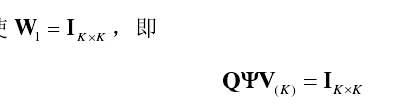 使 W₁ = I_{K×K}，即
QΨV_{(K)} = I_{K×K}